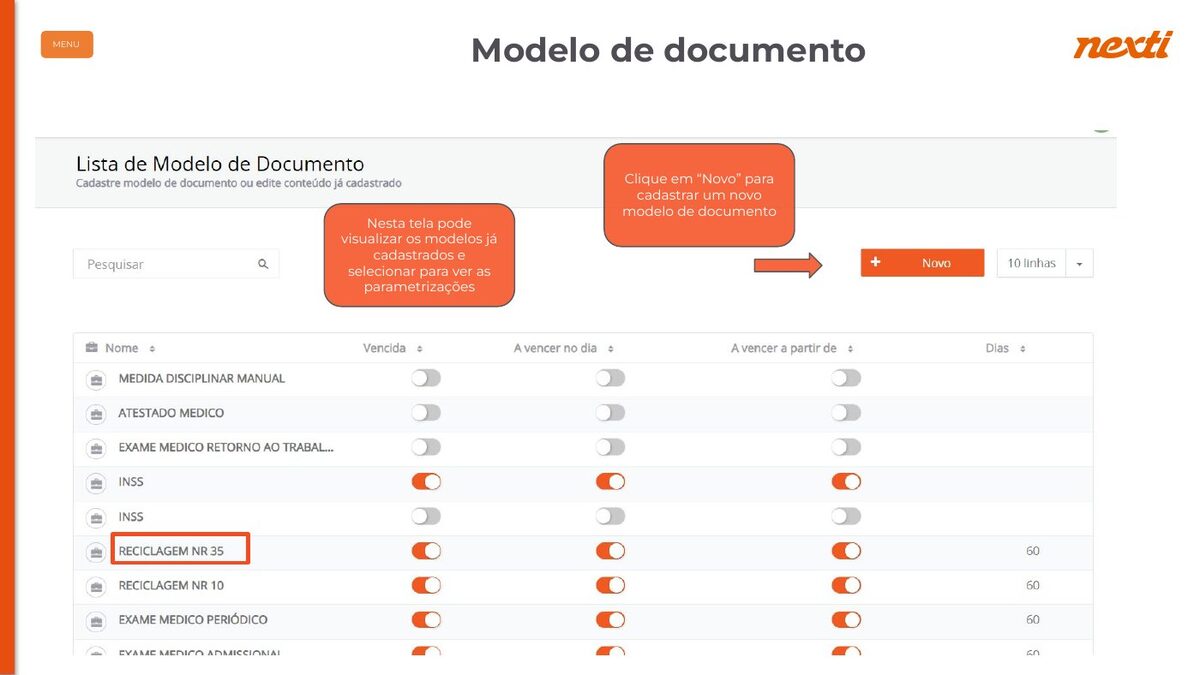 MENU
Modelo de documento
nexti
Lista de Modelo de Documento
Cadastre modelo de documento ou edite conteúdo já cadastrado
Clique em “Novo” para
cadastrar um novo
modelo de documento
Nesta tela pode
visualizar os modelos já
cadastrados e
selecionar para ver as
parametrizações
Pesquisar
+ Novo
10 linhas
Nome Vencida A vencer no dia A vencer a partir de Dias
MEDIDA DISCIPLINAR MANUAL
ATESTADO MEDICO
EXAME MEDICO RETORNO AO TRABAL...
INSS
INSS
RECICLAGEM NR 35 60
RECICLAGEM NR 10 60
EXAME MEDICO PERIÓDICO 60
EXAME MEDICO ADMISSIONAL 60